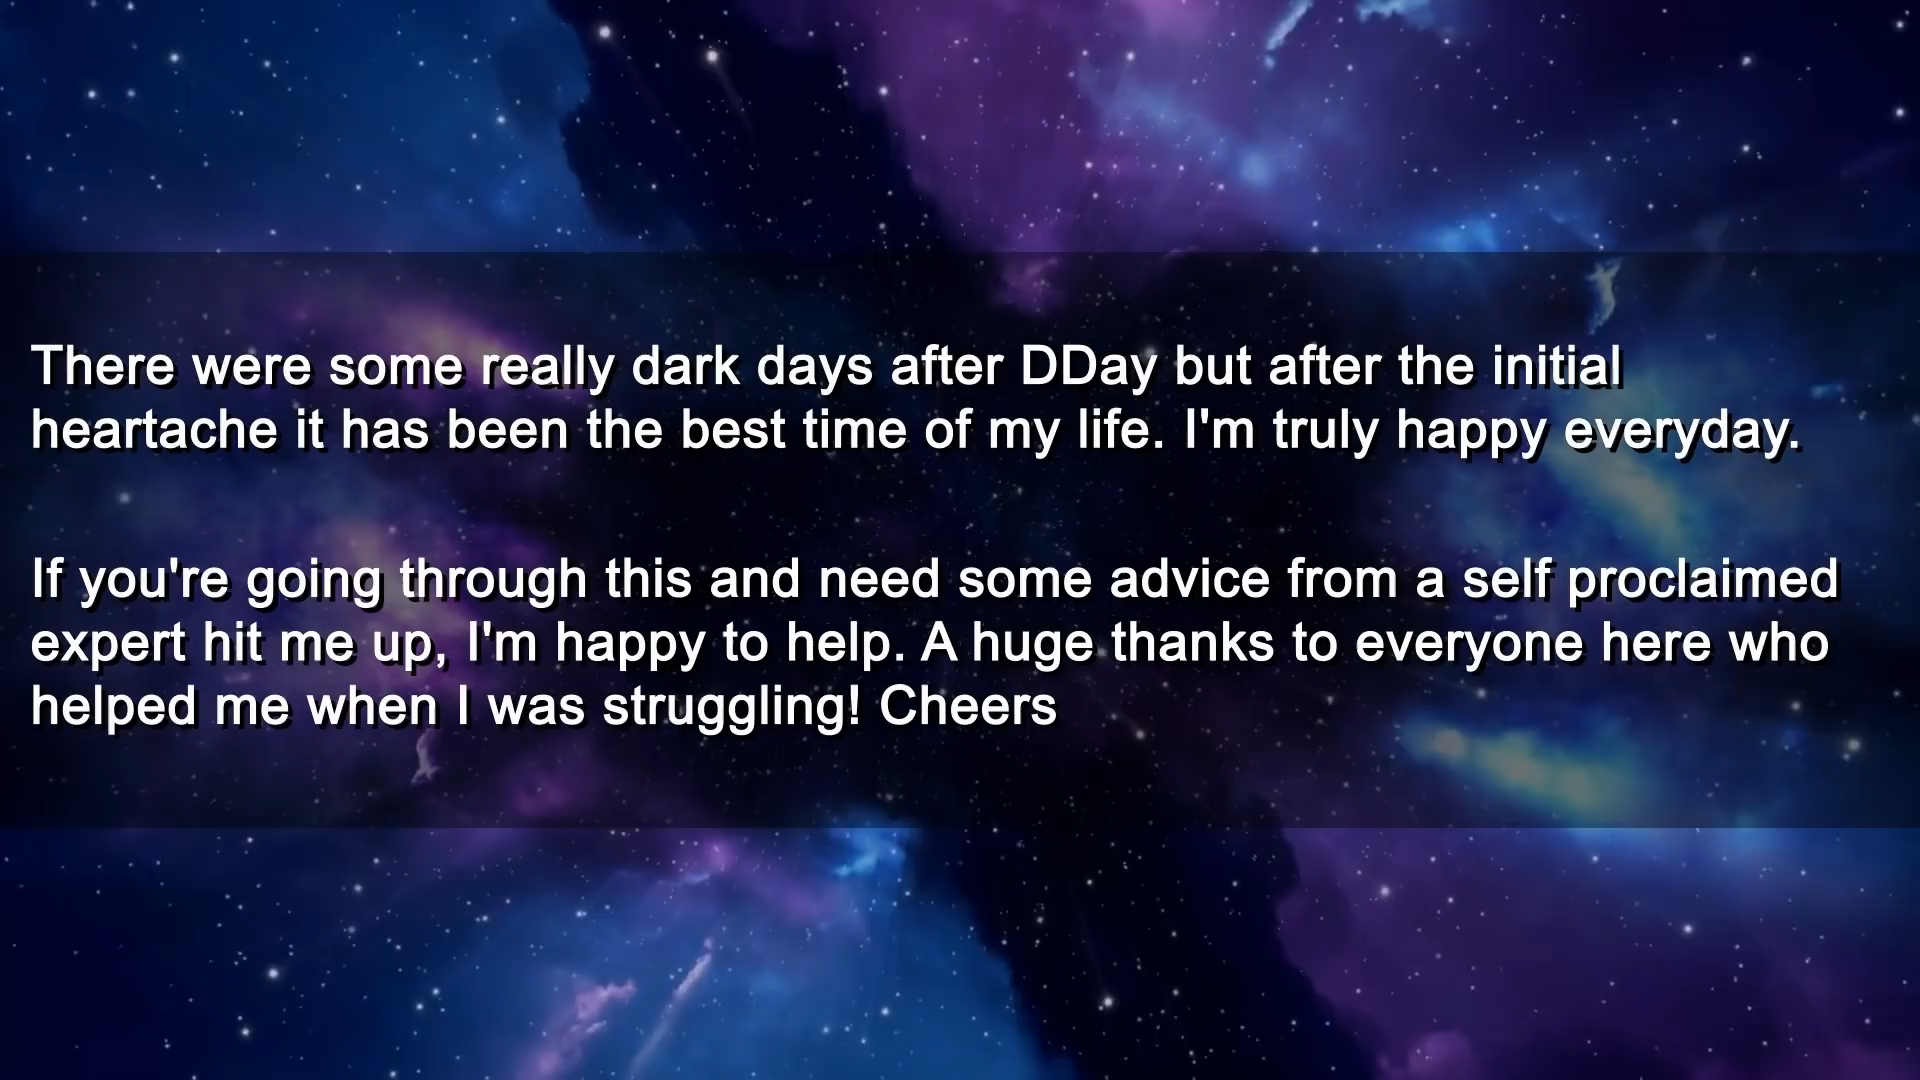 There were some really dark days after DDay but after the initial
heartache it has been the best time of my life. I'm truly happy everyday.
If you're going through this and need some advice from a self proclaimed
expert hit me up, I'm happy to help. A huge thanks to everyone here who
helped me when I was struggling! Cheers